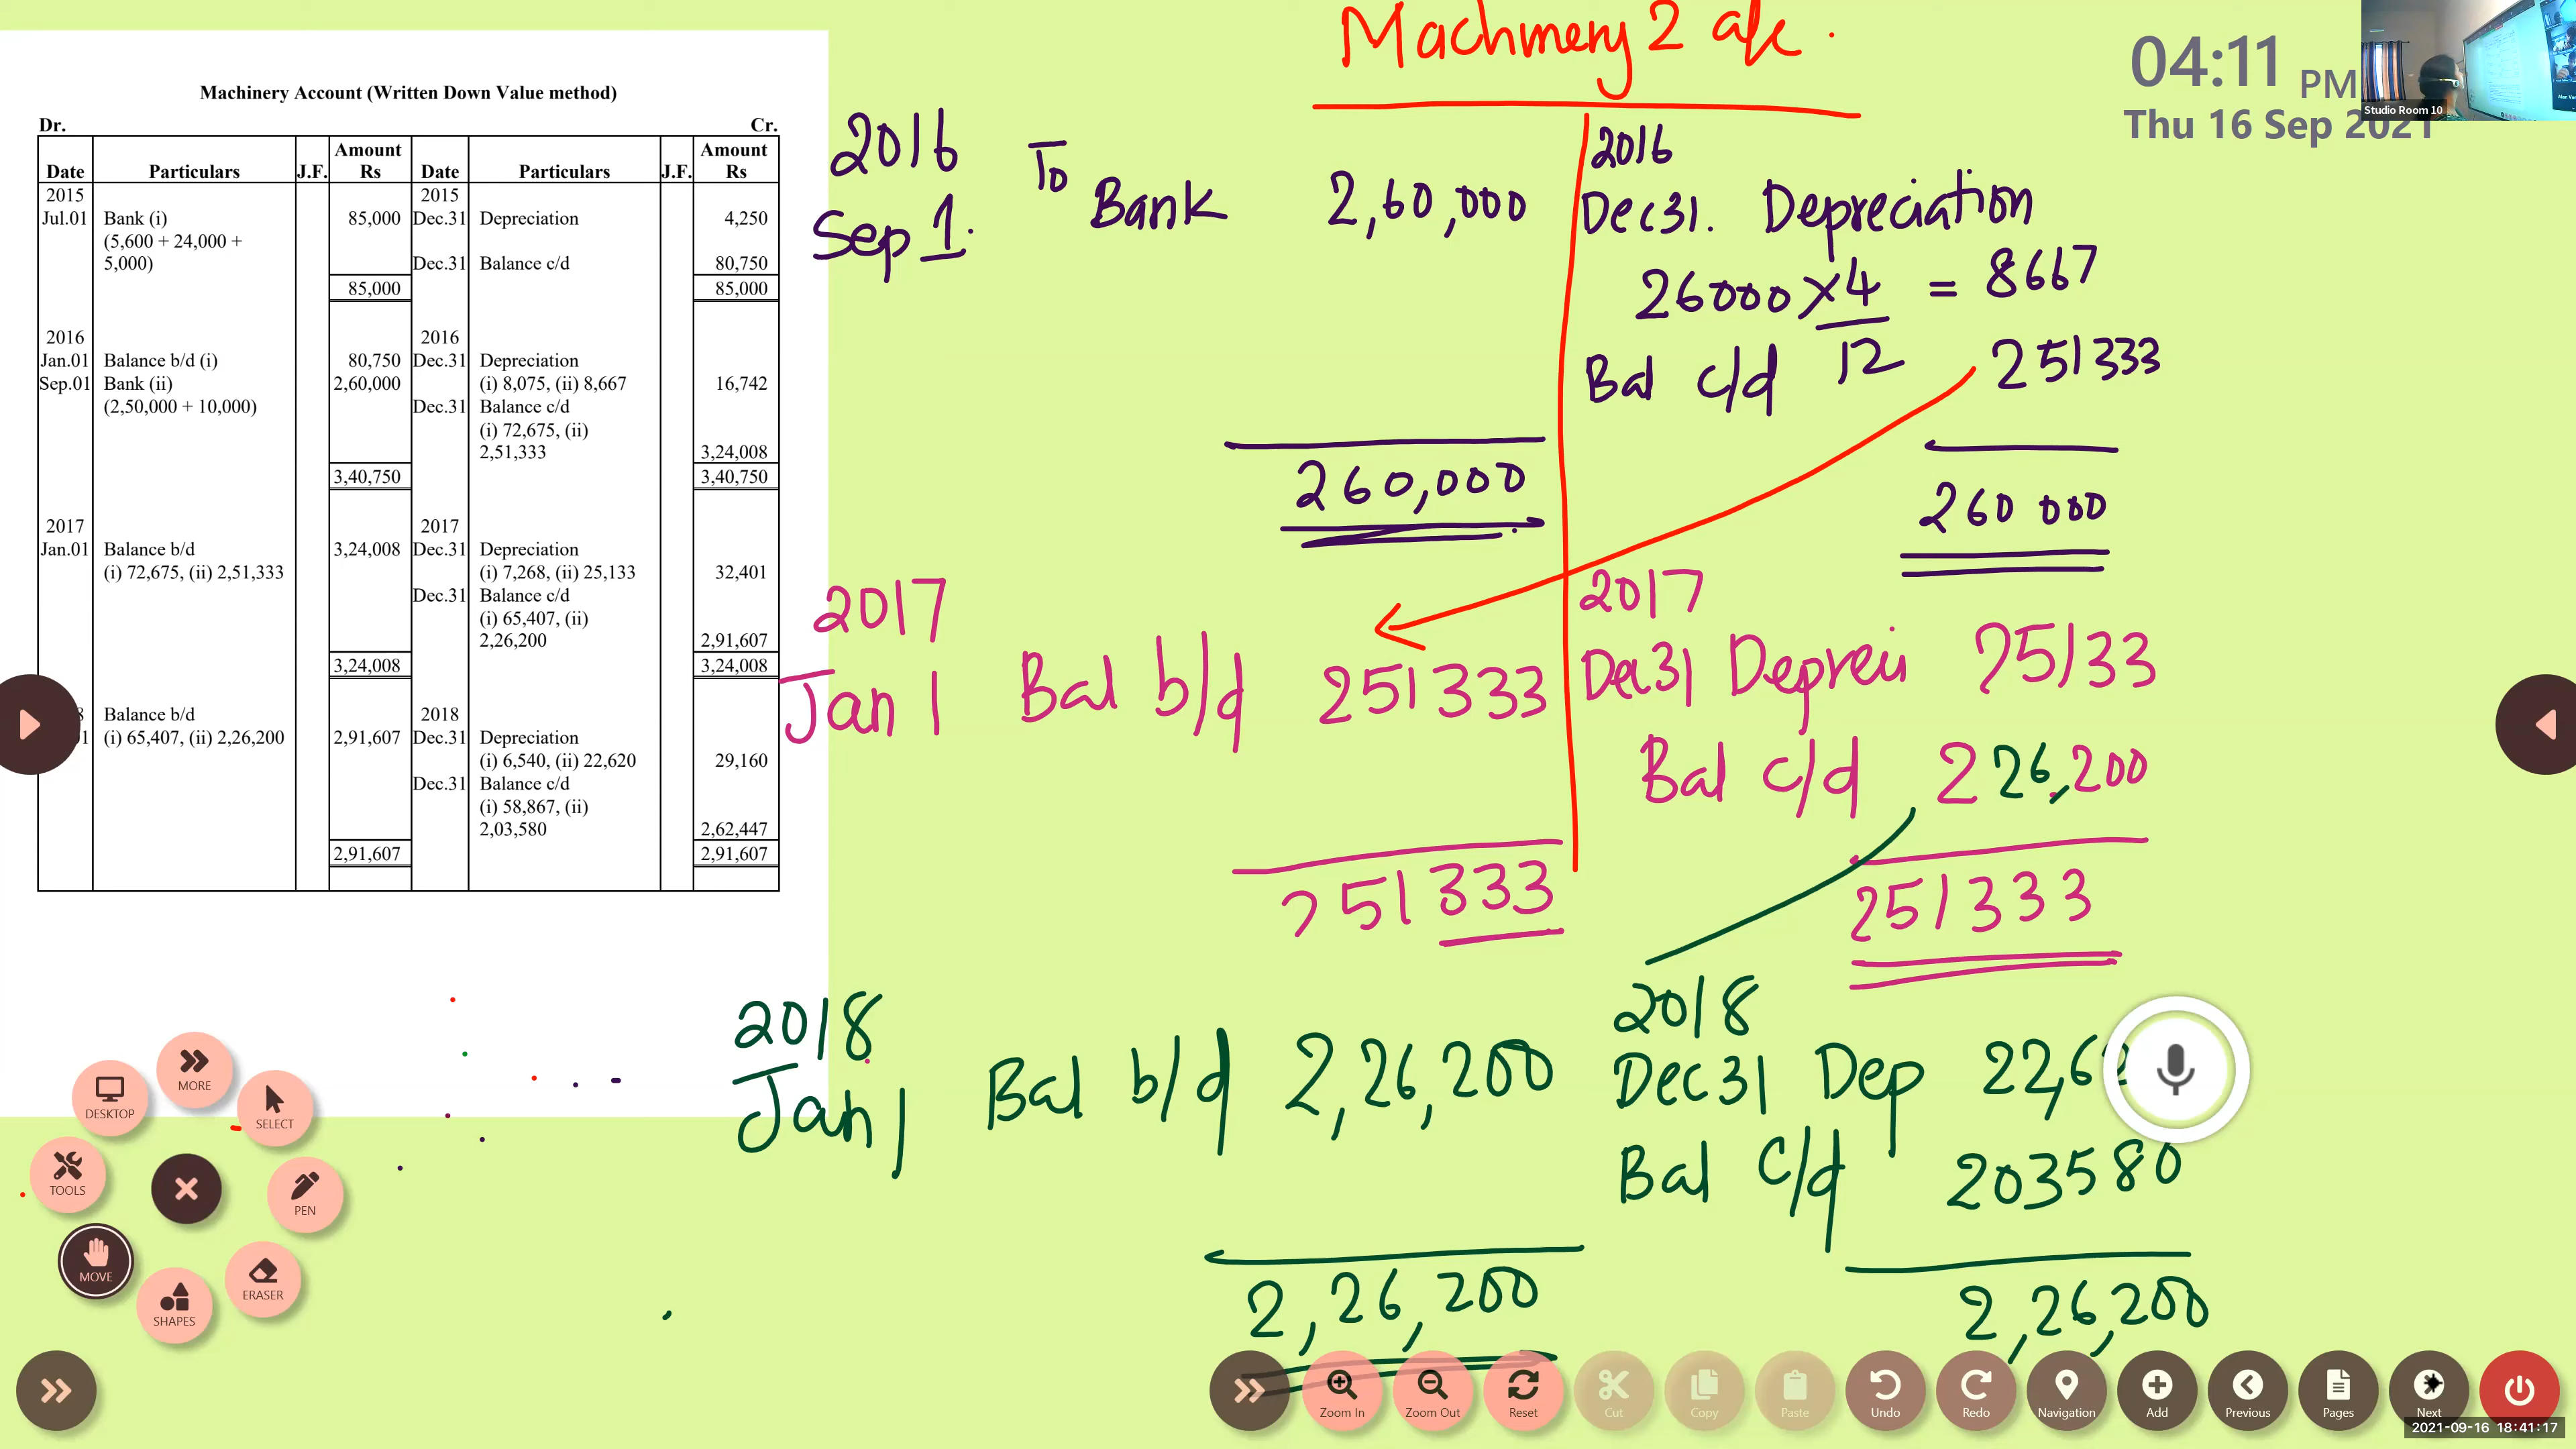 Machinery Account (Written Down Value method)
Dr. Cr.
Date Particulars J.F. Amount Rs Date Particulars J.F. Amount Rs
2015 2015
Jul.01 Bank (i) 85,000 Dec.31 Depreciation 4,250
(5,600 + 24,000 +
5,000) Dec.31 Balance c/d 80,750
85,000 85,000
2016 2016
Jan.01 Balance b/d (i) 80,750 Dec.31 Depreciation
Sep.01 Bank (ii) 2,60,000 (i) 8,075, (ii) 8,667 16,742
(2,50,000 + 10,000) Dec.31 Balance c/d
(i) 72,675, (ii)
2,51,333 3,24,008
3,40,750 3,40,750
2017 2017
Jan.01 Balance b/d 3,24,008 Dec.31 Depreciation
(i) 72,675, (ii) 2,51,333 (i) 7,268, (ii) 25,133 32,401
Dec.31 Balance c/d
(i) 65,407, (ii)
2,26,200 2,91,607
3,24,008 3,24,008
Balance b/d 2018
(i) 65,407, (ii) 2,26,200 2,91,607 Dec.31 Depreciation
(i) 6,540, (ii) 22,620 29,160
Dec.31 Balance c/d
(i) 58,867, (ii)
2,03,580 2,62,447
2,91,607 2,91,607
Machinery 2 a/c.
2016 2016
Sep 1. To Bank 2,60,000 Dec 31. Depreciation
26000 × 4 = 8667
12
Bal c/d 251333
260,000 260 000
2017 2017
Jan 1 Bal b/d 251333 Dec 31 Deprei 25133
Bal c/d 226,200
251333 251333
2018 2018
Jan 1 Bal b/d 2,26,200 Dec 31 Dep 22,6
Bal c/d 203580
2,26,200 2,26,200
04:11 PM
Thu 16 Sep 2021
Studio Room 10
MORE
DESKTOP
SELECT
TOOLS
PEN
MOVE
ERASER
SHAPES
Zoom In Zoom Out Reset Cut Copy Paste Undo Redo Navigation Add Previous Pages Next
2021-09-16 18:41:17